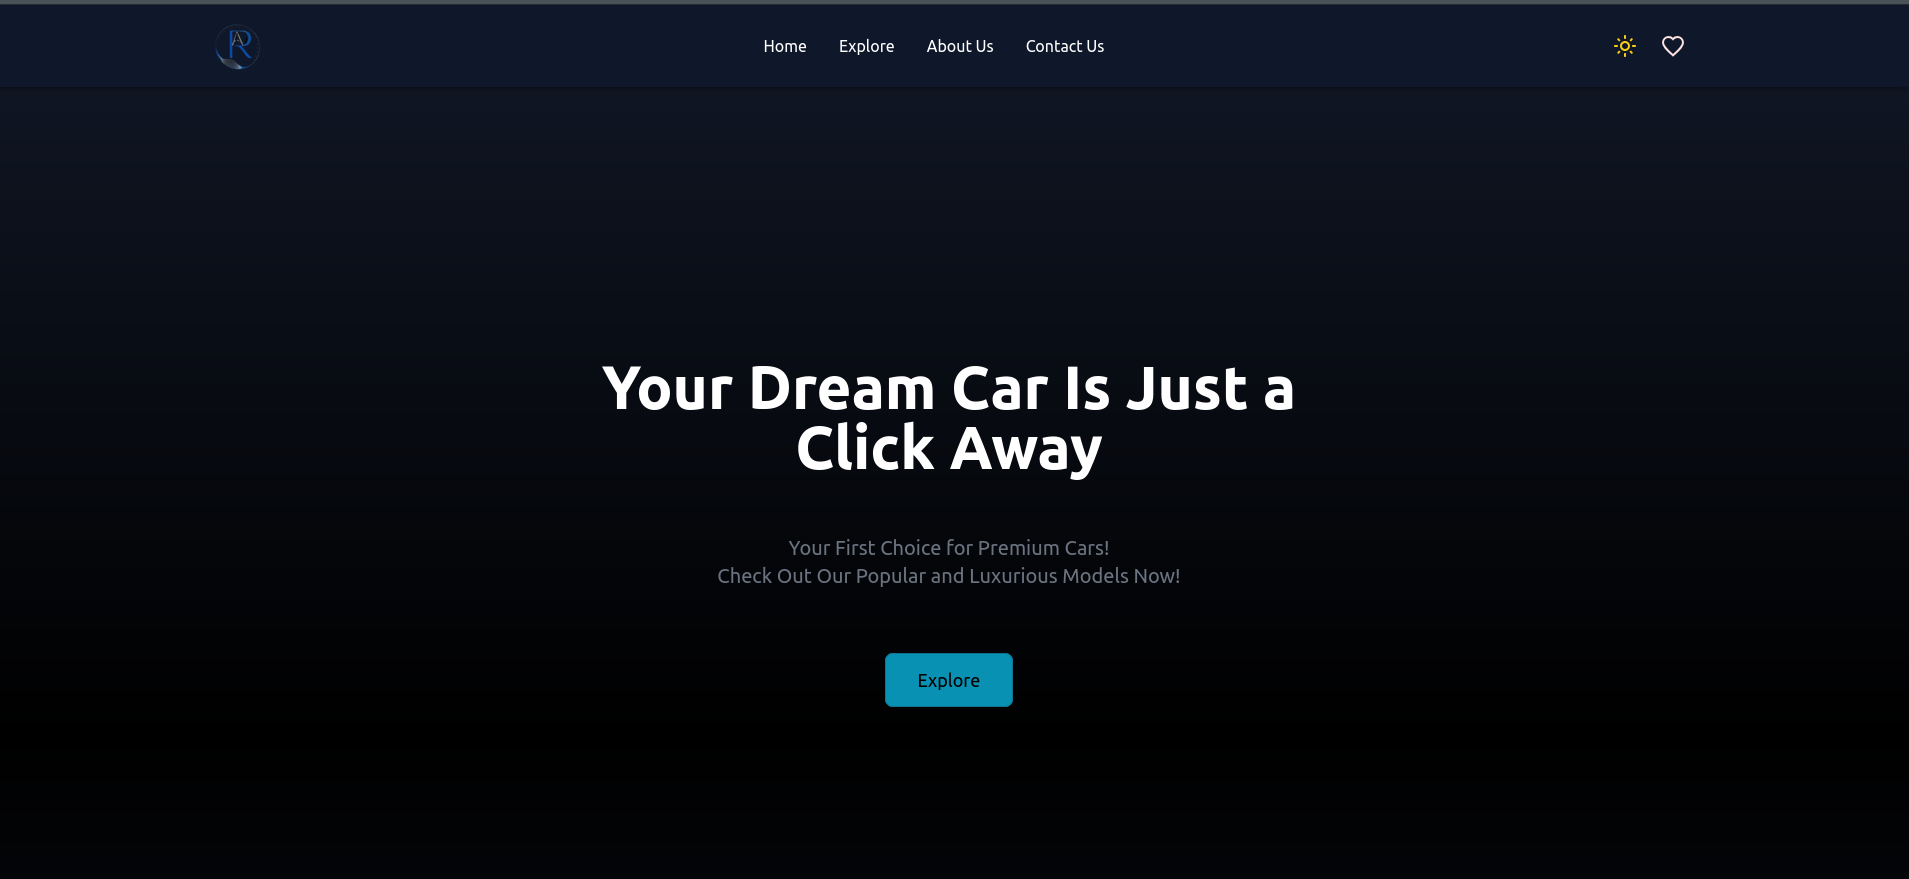 AR
Home Explore About Us Contact Us
Your Dream Car Is Just a
Click Away
Your First Choice for Premium Cars!
Check Out Our Popular and Luxurious Models Now!
Explore